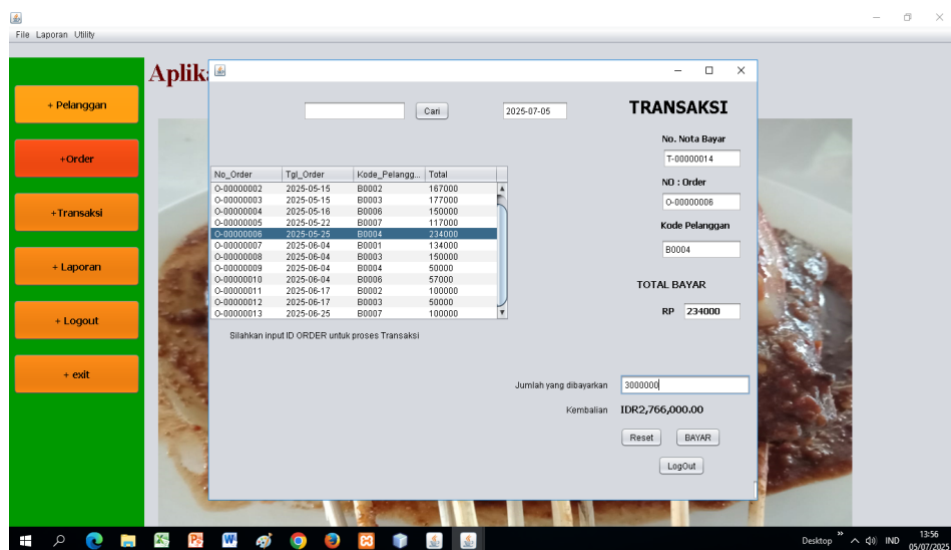 File Laporan Utility
Aplik
+ Pelanggan
+Order
+Transaksi
+ Laporan
+ Logout
+ exit
Cari
2025-07-05
TRANSAKSI
No. Nota Bayar
T-00000014
NO : Order
O-00000006
Kode Pelanggan
B0004
TOTAL BAYAR
RP 234000
No_Order Tgl_Order Kode_Pelangg... Total
O-00000002 2025-05-15 B0002 167000
O-00000003 2025-05-15 B0003 177000
O-00000004 2025-05-16 B0006 150000
O-00000005 2025-05-22 B0007 117000
O-00000006 2025-05-25 B0004 234000
O-00000007 2025-06-04 B0001 134000
O-00000008 2025-06-04 B0003 150000
O-00000009 2025-06-04 B0004 50000
O-00000010 2025-06-04 B0006 57000
O-00000011 2025-06-17 B0002 100000
O-00000012 2025-06-17 B0003 50000
O-00000013 2025-06-25 B0007 100000
Silahkan input ID ORDER untuk proses Transaksi
Jumlah yang dibayarkan 3000000
Kembalian IDR2,766,000.00
Reset BAYAR
LogOut
Desktop IND 13:56
05/07/2025